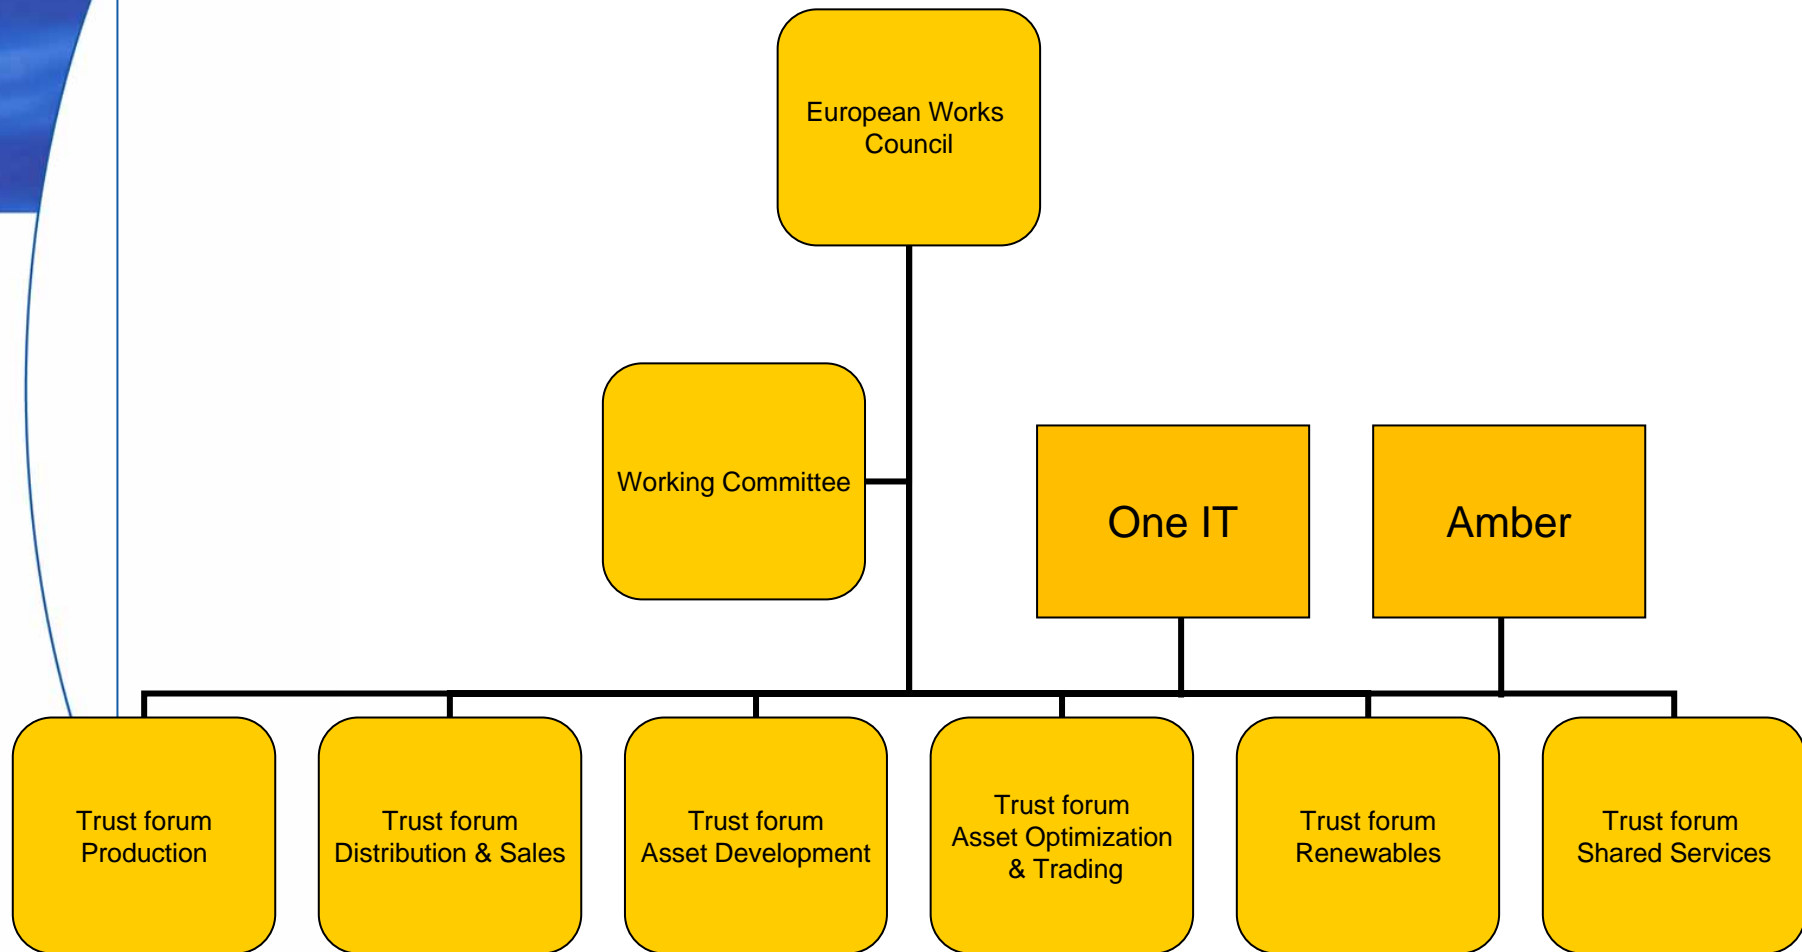 European Works
Council
Working Committee
One IT
Amber
Trust forum
Production
Trust forum
Distribution & Sales
Trust forum
Asset Development
Trust forum
Asset Optimization
& Trading
Trust forum
Renewables
Trust forum
Shared Services